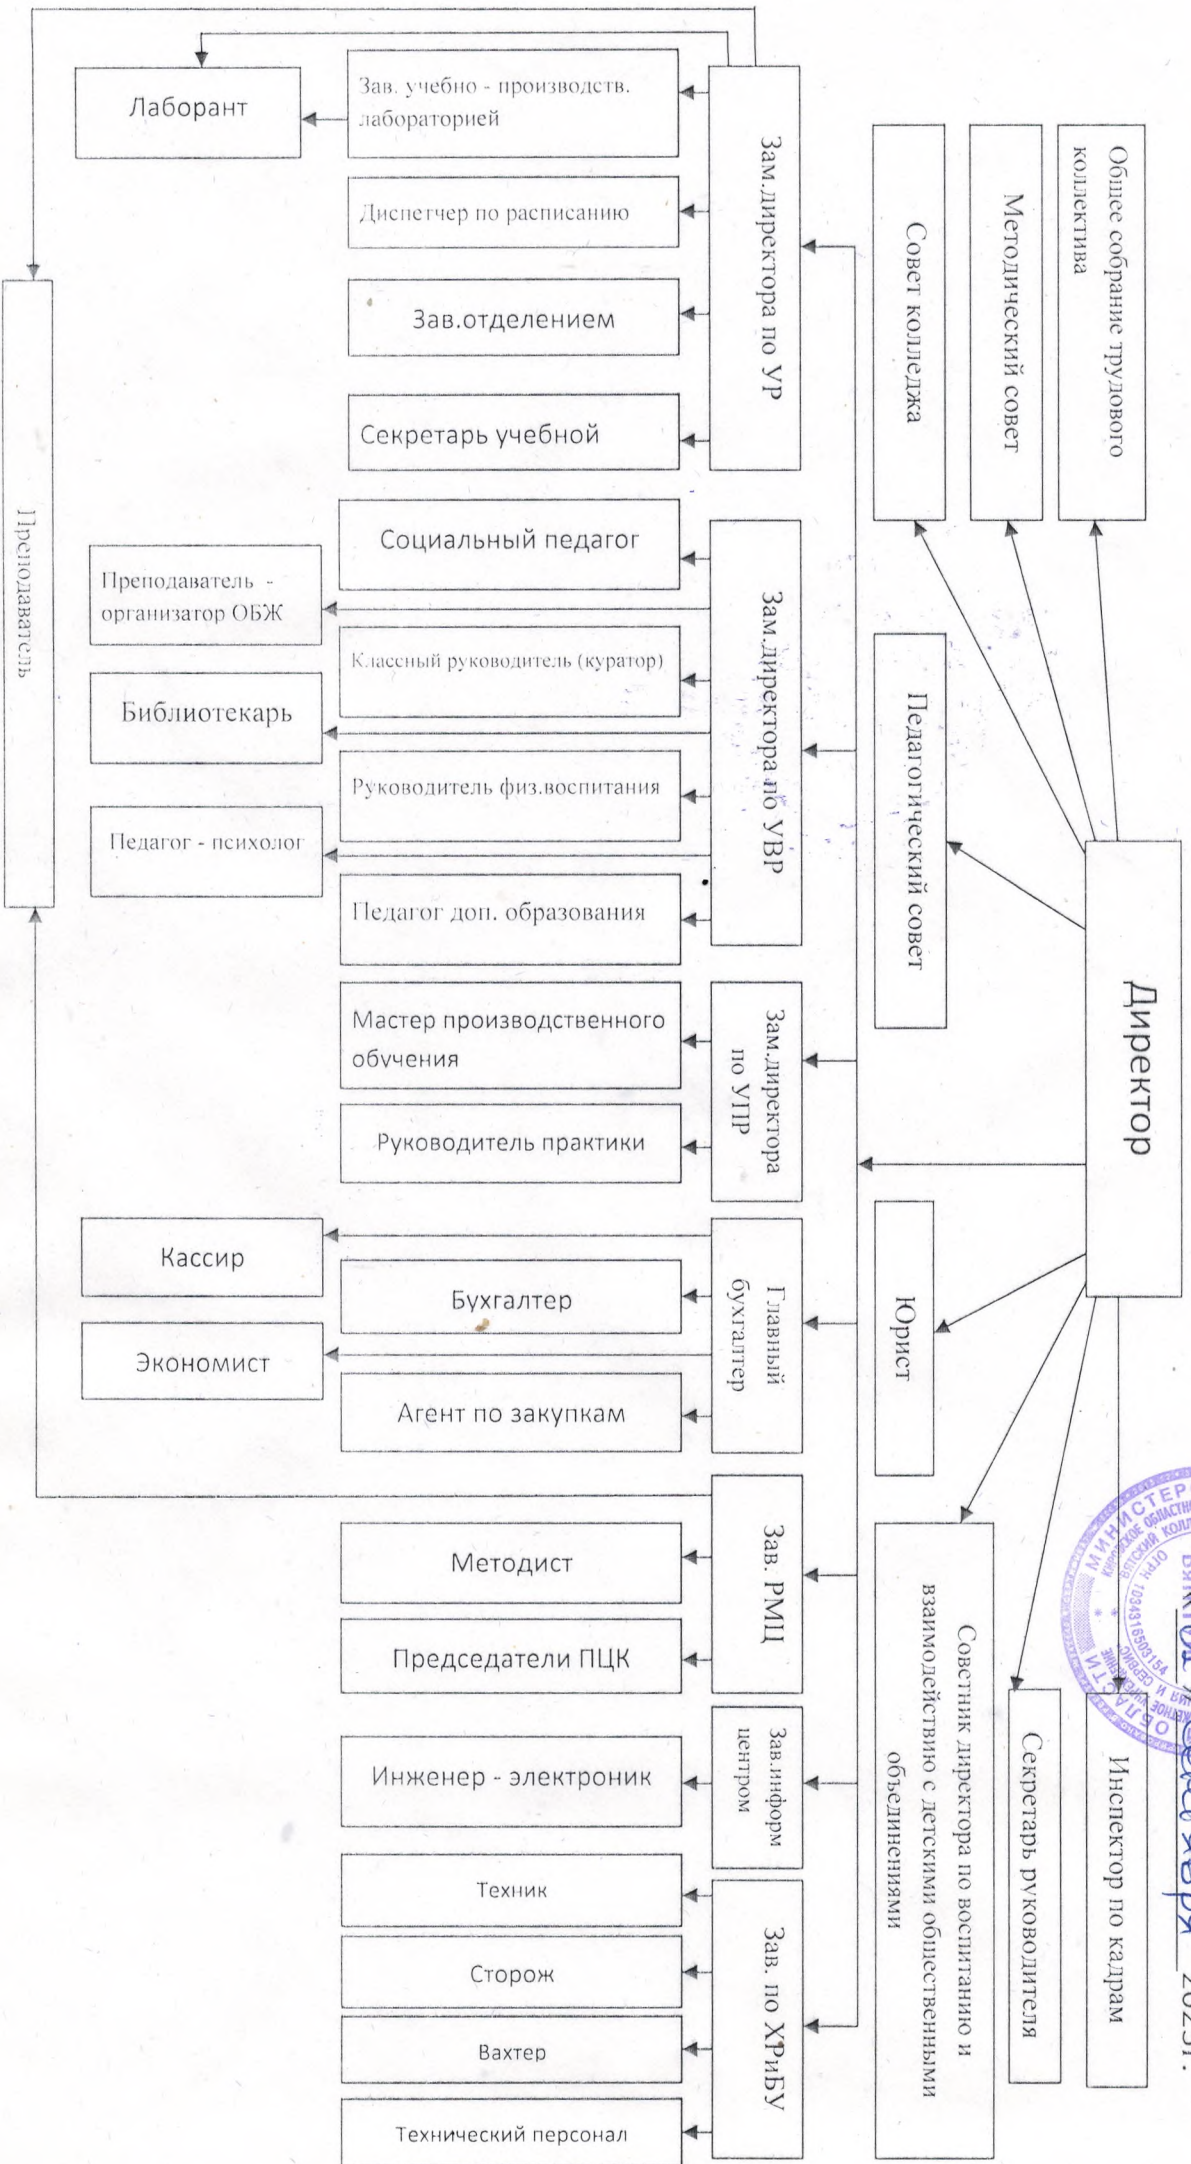 2023г.
МИНИСТЕР
ОБЛАСТИ
ОГРН 1034316503154
Директор
Общее собрание трудового
коллектива
Методический совет
Совет колледжа
Педагогический совет
Юрист
Советник директора по воспитанию и
взаимодействию с детскими общественными
объединениями
Секретарь руководителя
Инспектор по кадрам
Зам.директора по УР
Зам.директора по УВР
Зам.директора
по УПР
Главный
бухгалтер
Зав. РМЦ
Зав.информ
центром
Зав. по ХРиБУ
Зав. учебно - производств.
лабораторией
Лаборант
Диспетчер по расписанию
Зав.отделением
Секретарь учебной
Социальный педагог
Преподаватель -
организатор ОБЖ
Классный руководитель (куратор)
Библиотекарь
Руководитель физ.воспитания
Педагог - психолог
Педагог доп. образования
Мастер производственного
обучения
Руководитель практики
Кассир
Бухгалтер
Экономист
Агент по закупкам
Методист
Председатели ПЦК
Инженер - электроник
Техник
Сторож
Вахтер
Технический персонал
Преподаватель